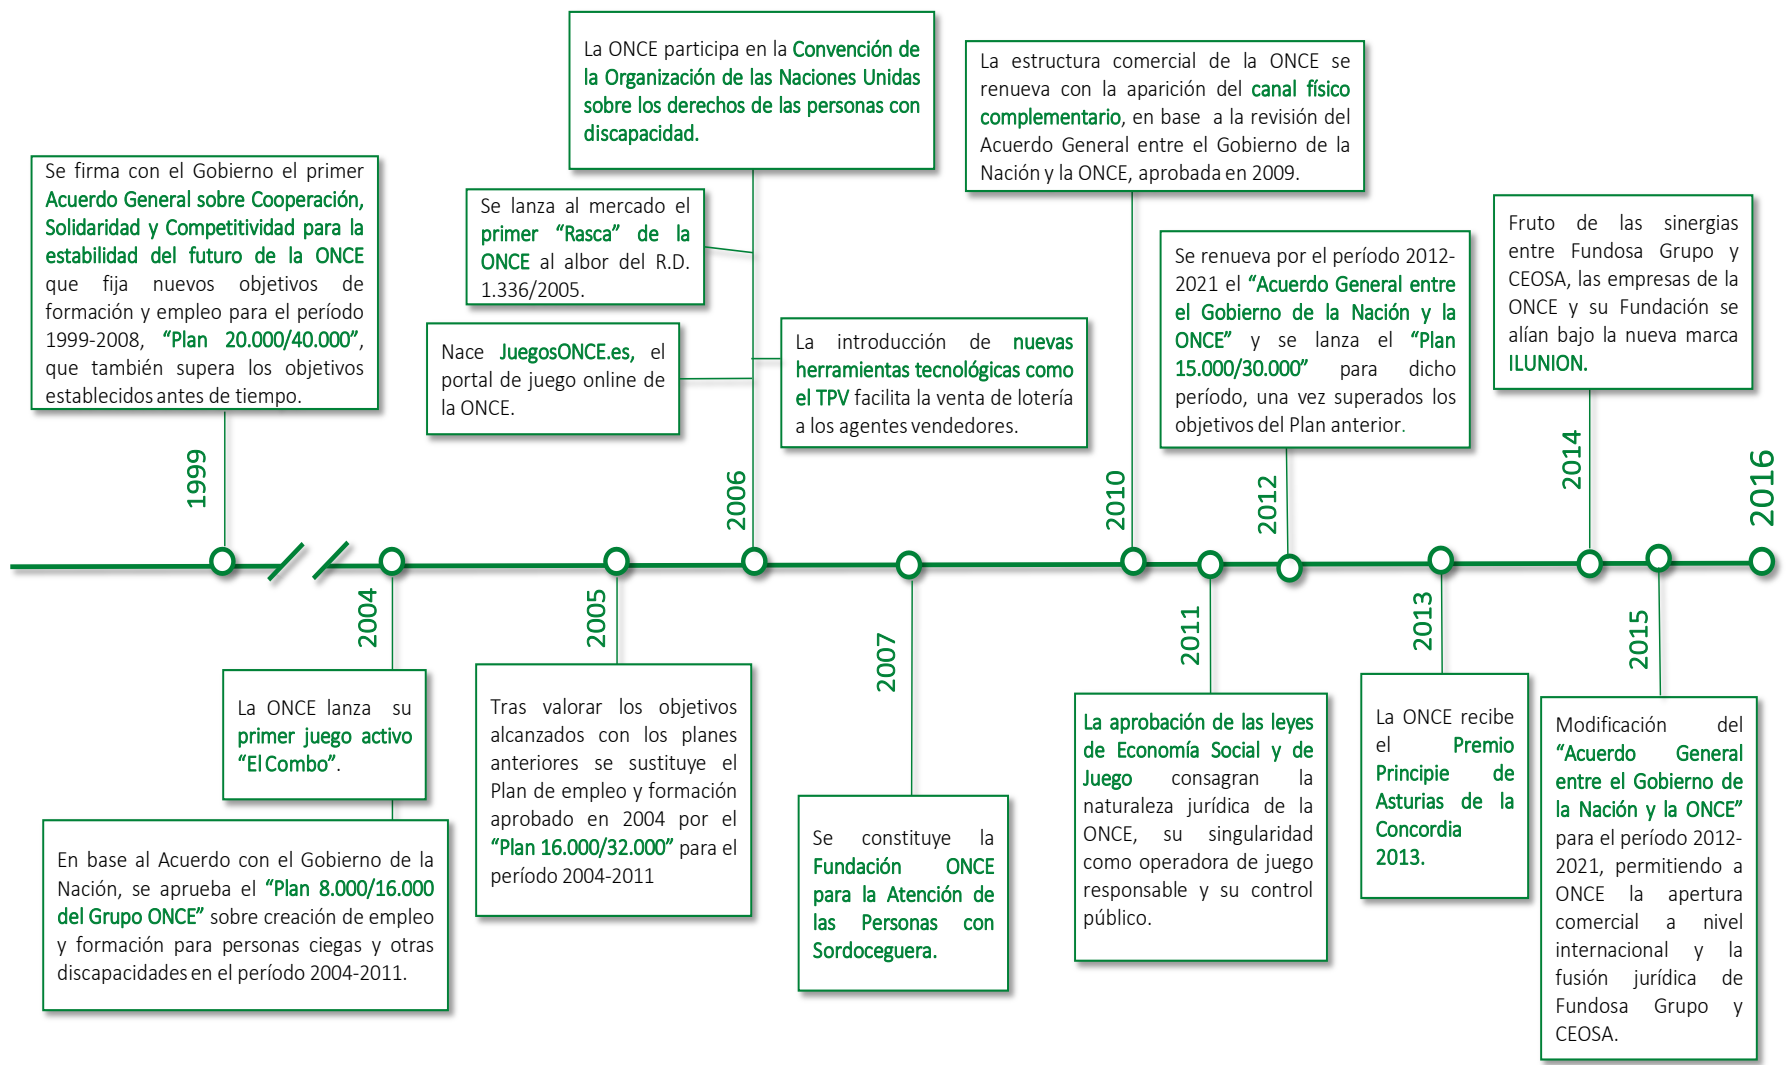 Se firma con el Gobierno el primer
Acuerdo General sobre Cooperación,
Solidaridad y Competitividad para la
estabilidad del futuro de la ONCE
que fija nuevos objetivos de
formación y empleo para el período
1999-2008, “Plan 20.000/40.000”,
que también supera los objetivos
establecidos antes de tiempo.
1999
La ONCE lanza su
primer juego activo
“El Combo”.
En base al Acuerdo con el Gobierno de la
Nación, se aprueba el “Plan 8.000/16.000
del Grupo ONCE” sobre creación de empleo
y formación para personas ciegas y otras
discapacidades en el período 2004-2011.
2004
Tras valorar los objetivos
alcanzados con los planes
anteriores se sustituye el
Plan de empleo y formación
aprobado en 2004 por el
“Plan 16.000/32.000” para el
período 2004-2011
2005
La ONCE participa en la Convención de
la Organización de las Naciones Unidas
sobre los derechos de las personas con
discapacidad.
Se lanza al mercado el
primer “Rasca” de la
ONCE al albor del R.D.
1.336/2005.
Nace JuegosONCE.es, el
portal de juego online de
la ONCE.
La introducción de nuevas
herramientas tecnológicas como
el TPV facilita la venta de lotería
a los agentes vendedores.
2006
2007
Se constituye la
Fundación ONCE
para la Atención de
las Personas con
Sordoceguera.
La estructura comercial de la ONCE se
renueva con la aparición del canal físico
complementario, en base a la revisión del
Acuerdo General entre el Gobierno de la
Nación y la ONCE, aprobada en 2009.
2010
2011
La aprobación de las leyes
de Economía Social y de
Juego consagran la
naturaleza jurídica de la
ONCE, su singularidad
como operadora de juego
responsable y su control
público.
Se renueva por el período 2012-
2021 el “Acuerdo General entre
el Gobierno de la Nación y la
ONCE” y se lanza el “Plan
15.000/30.000” para dicho
período, una vez superados los
objetivos del Plan anterior.
2012
2013
La ONCE recibe
el Premio
Principie de
Asturias de la
Concordia
2013.
Fruto de las sinergias
entre Fundosa Grupo y
CEOSA, las empresas de la
ONCE y su Fundación se
alían bajo la nueva marca
ILUNION.
2014
2015
Modificación del
“Acuerdo General
entre el Gobierno de
la Nación y la ONCE”
para el período 2012-
2021, permitiendo a
ONCE la apertura
comercial a nivel
internacional y la
fusión jurídica de
Fundosa Grupo y
CEOSA.
2016